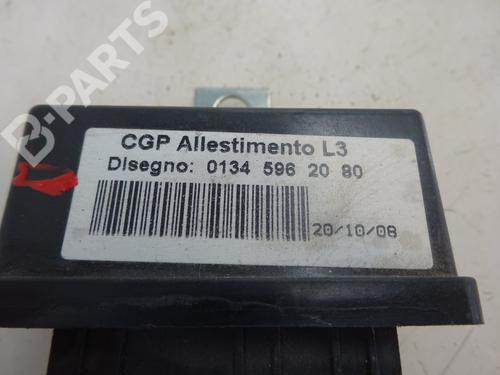 B-PARTS
CGP Allestimento L3
Disegno: 0134 596 20 80
20/10/08